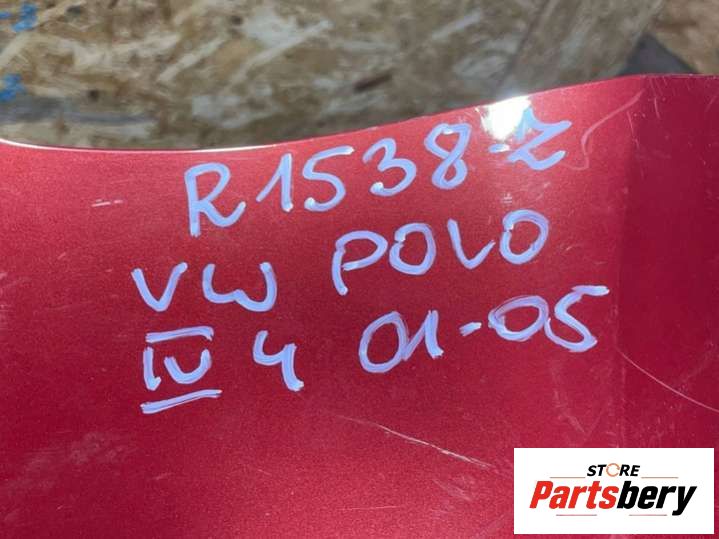 R1538-Z
VW POLO
IV 4 01-05
STORE
Partsbery